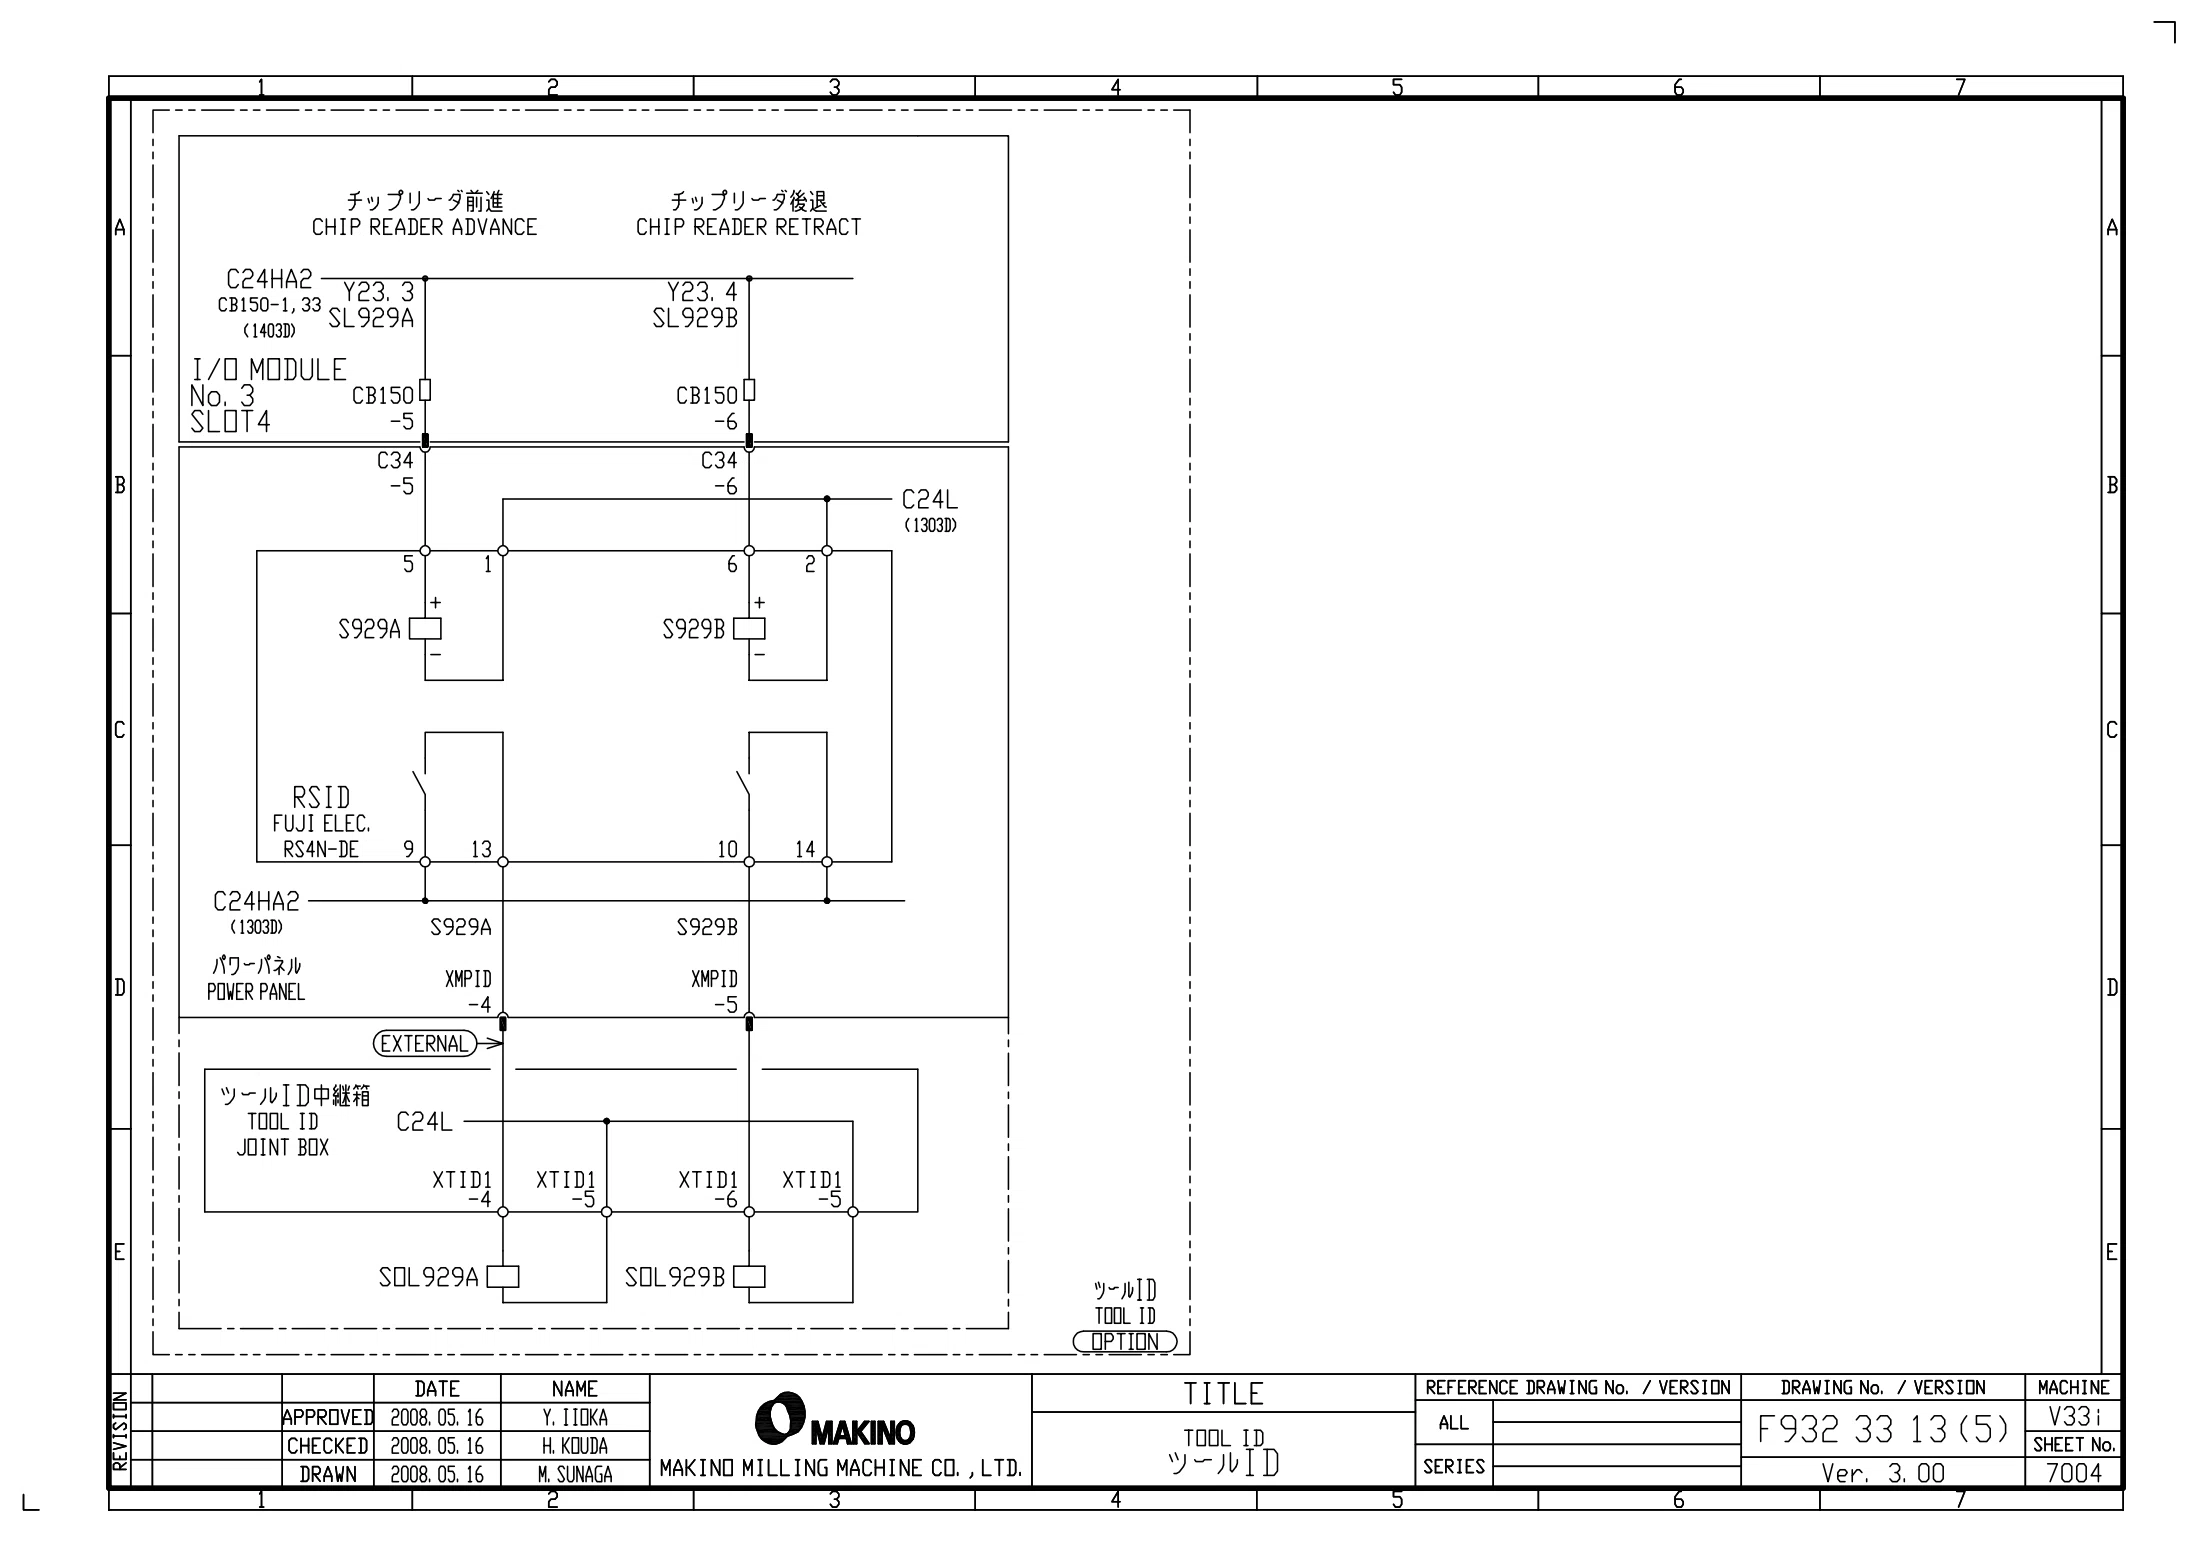 1 2 3 4 5 6 7
A
B
C
D
E
A
B
C
D
E
チップリーダ前進
CHIP READER ADVANCE
チップリーダ後退
CHIP READER RETRACT
C24HA2
CB150-1, 33
(1403D)
Y23. 3
SL929A
Y23. 4
SL929B
I/O MODULE
No. 3
SLOT4
CB150
-5
CB150
-6
C34
-5
C34
-6
C24L
(1303D)
5
1
6
2
+
S929A
-
+
S929B
-
RSID
FUJI ELEC.
RS4N-DE
9
13
10
14
C24HA2
(1303D)
S929A
S929B
パワーパネル
POWER PANEL
XMPID
-4
XMPID
-5
EXTERNAL
ツールID中継箱
TOOL ID
JOINT BOX
C24L
XTID1
-4
XTID1
-5
XTID1
-6
XTID1
-5
SOL929A
SOL929B
ツールID
TOOL ID
OPTION
REVISION
DATE NAME
APPROVED 2008. 05. 16 Y. IIOKA
CHECKED 2008. 05. 16 H. KOUDA
DRAWN 2008. 05. 16 M. SUNAGA
MAKINO
MAKINO MILLING MACHINE CO. , LTD.
TITLE
TOOL ID
ツールID
REFERENCE DRAWING No. / VERSION
ALL
SERIES
DRAWING No. / VERSION
F932 33 13(5)
Ver. 3. 00
MACHINE
V33i
SHEET No.
7004
1 2 3 4 5 6 7